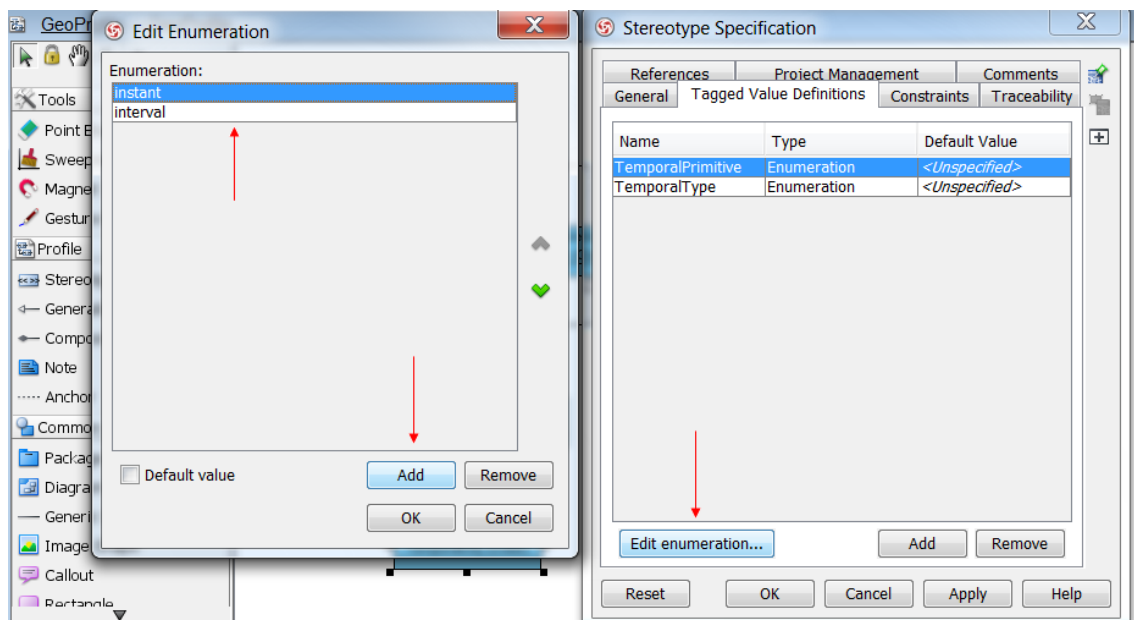 GeoPr
Tools
Point E
Sweep
Magne
Gestur
Profile
Stereo
Genera
Compo
Note
Anchor
Commo
Packag
Diagra
Generi
Image
Callout
Rectangle
Edit Enumeration
Enumeration:
instant
interval
Default value
Add Remove
OK Cancel
Stereotype Specification
References Project Management Comments
General Tagged Value Definitions Constraints Traceability
Name Type Default Value
TemporalPrimitive Enumeration <Unspecified>
TemporalType Enumeration <Unspecified>
Edit enumeration... Add Remove
Reset OK Cancel Apply Help